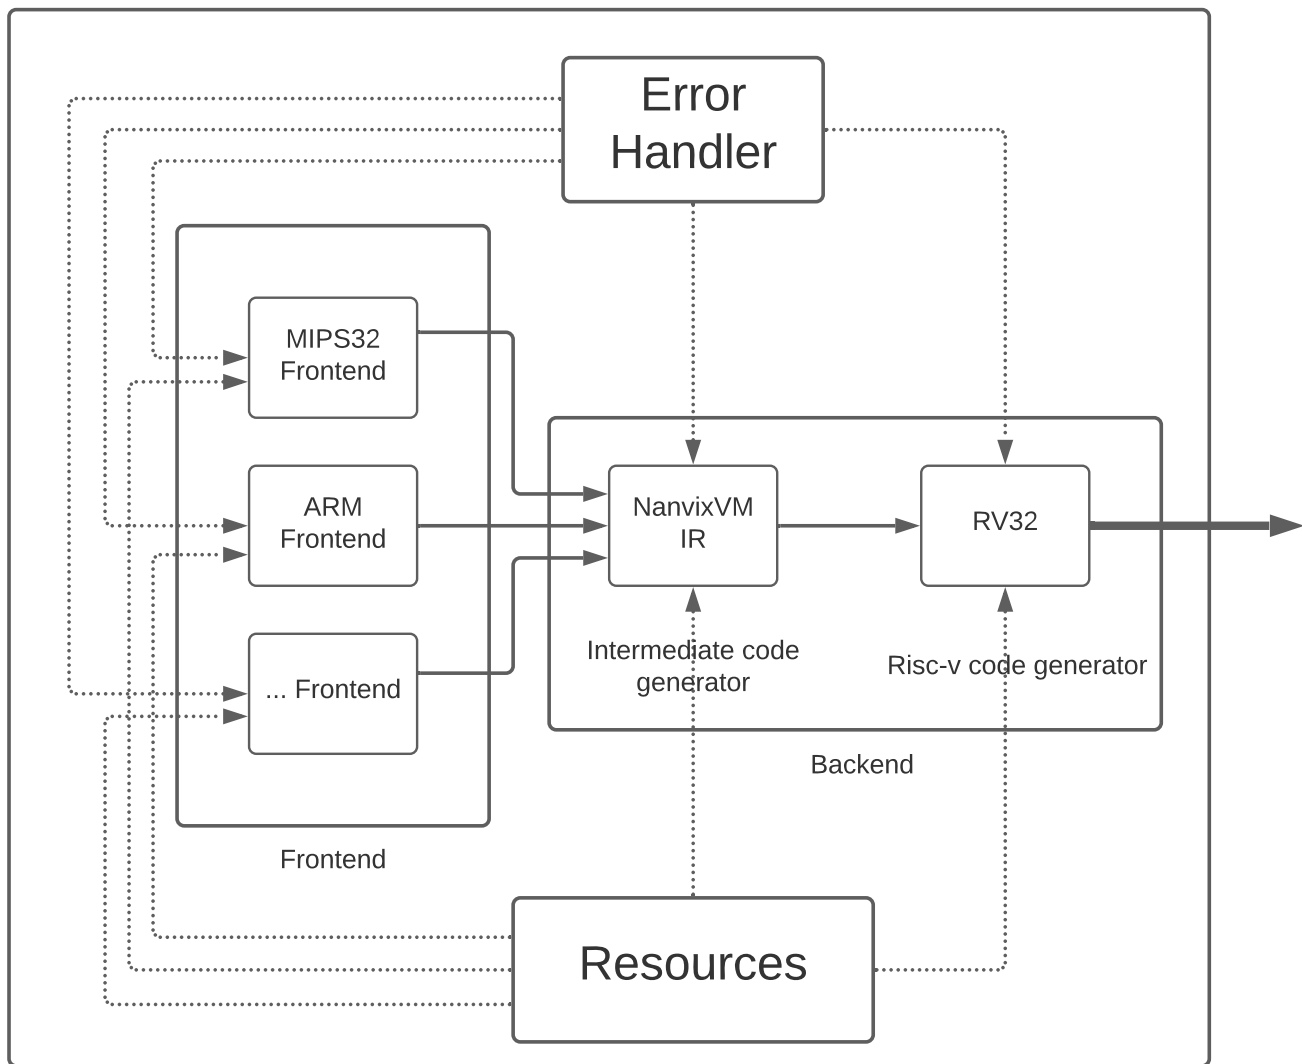 Error
Handler
MIPS32
Frontend
ARM
Frontend
NanvixVM
IR
RV32
... Frontend
Intermediate code
generator
Risc-v code generator
Backend
Frontend
Resources